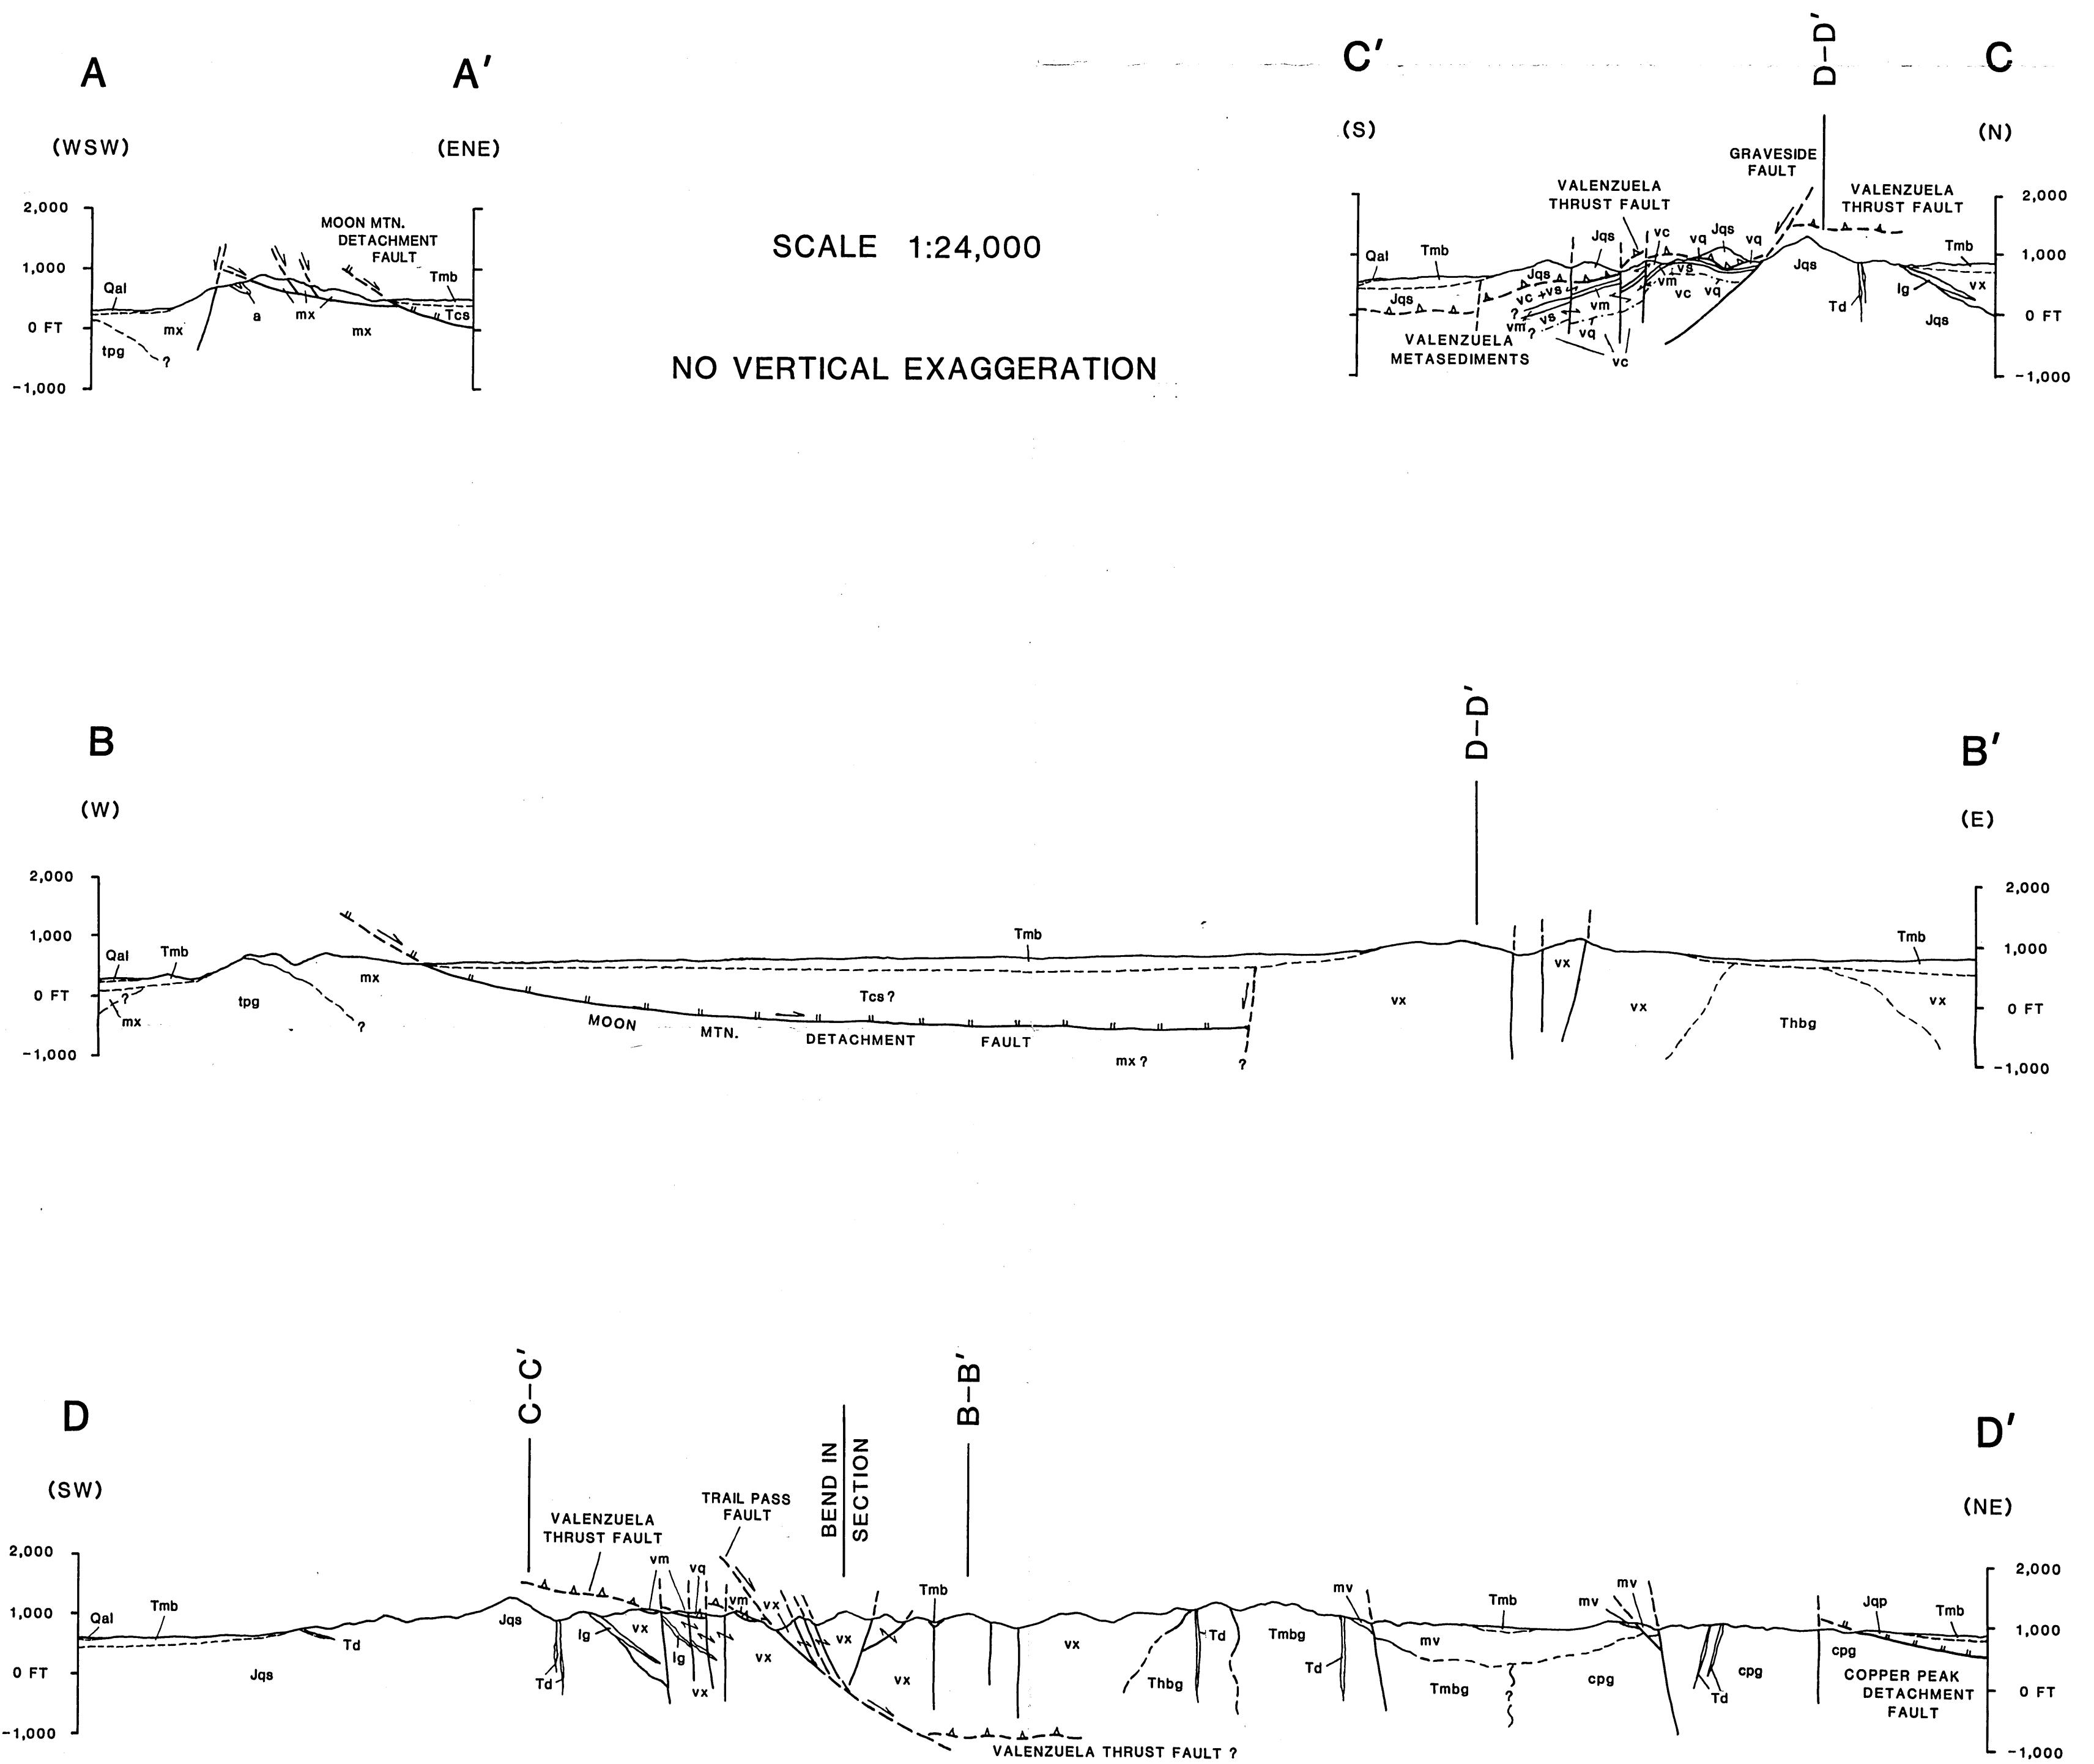 A
A'
(WSW)
(ENE)
2,000
1,000
0 FT
-1,000
MOON MTN.
DETACHMENT
FAULT
Qal
mx
tpg
?
a
mx
mx
Tmb
Tcs
SCALE 1:24,000
NO VERTICAL EXAGGERATION
C'
D-D'
C
(S)
(N)
GRAVESIDE
FAULT
VALENZUELA
THRUST FAULT
VALENZUELA
THRUST FAULT
2,000
1,000
0 FT
-1,000
Qal
Tmb
Jqs
vc
vq
Jqs
vq
Tmb
Jqs
Jqs
vs
Jqs
vc + vs
vm
vc
vq
lg
vx
Jqs
?
vm
vs
vm
?
vq
Td
Jqs
VALENZUELA
METASEDIMENTS
vc
B
D-D'
B'
(W)
(E)
2,000
1,000
0 FT
-1,000
2,000
1,000
0 FT
-1,000
Qal
Tmb
?
mx
tpg
?
mx
Tmb
Tcs ?
MOON MTN. DETACHMENT FAULT
mx ?
?
vx
vx
vx
Thbg
Tmb
vx
D
C-C'
B-B'
D'
(SW)
(NE)
BEND IN
SECTION
VALENZUELA
THRUST FAULT
TRAIL PASS
FAULT
2,000
1,000
0 FT
-1,000
2,000
1,000
0 FT
-1,000
Qal
Tmb
Td
Jqs
Jqs
Td
lg
vx
vm
vq
vm
lg
vx
vx
vx
vx
vx
Tmb
vx
Thbg
Td
Tmbg
Td
mv
mv
Tmbg
Tmb
?
mv
mv
cpg
Td
cpg
cpg
Jqp
Tmb
COPPER PEAK
DETACHMENT
FAULT
VALENZUELA THRUST FAULT ?